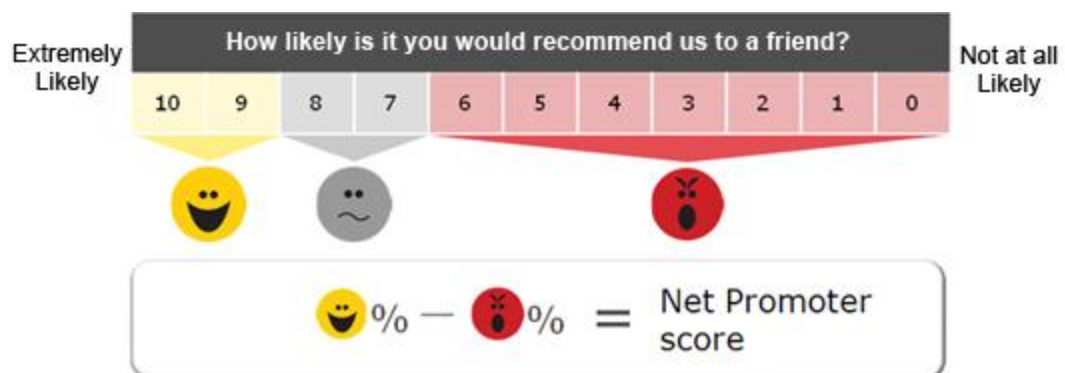 How likely is it you would recommend us to a friend?
Extremely
Likely
Not at all
Likely
10 9 8 7 6 5 4 3 2 1 0
% − % = Net Promoter
score